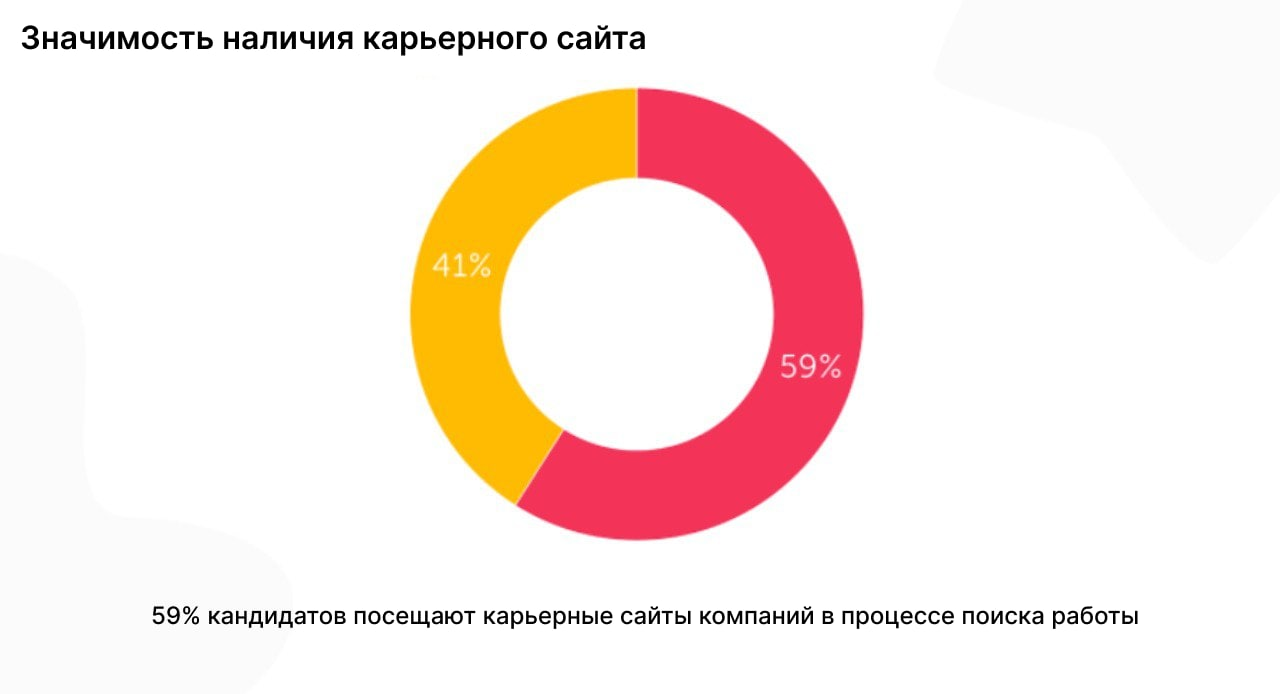 Значимость наличия карьерного сайта
41%
59%
59% кандидатов посещают карьерные сайты компаний в процессе поиска работы